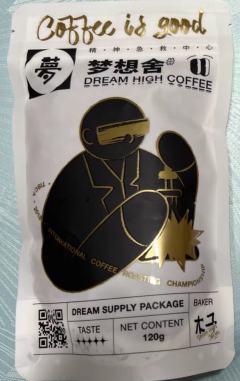 Coffee is good
精神急救中心
夢
梦想舍
DREAM HIGH COFFEE
INTERNATIONAL COFFEE ROASTING CHAMPIONSHIP
DREAM SUPPLY PACKAGE
BAKER
TASTE
NET CONTENT
120g